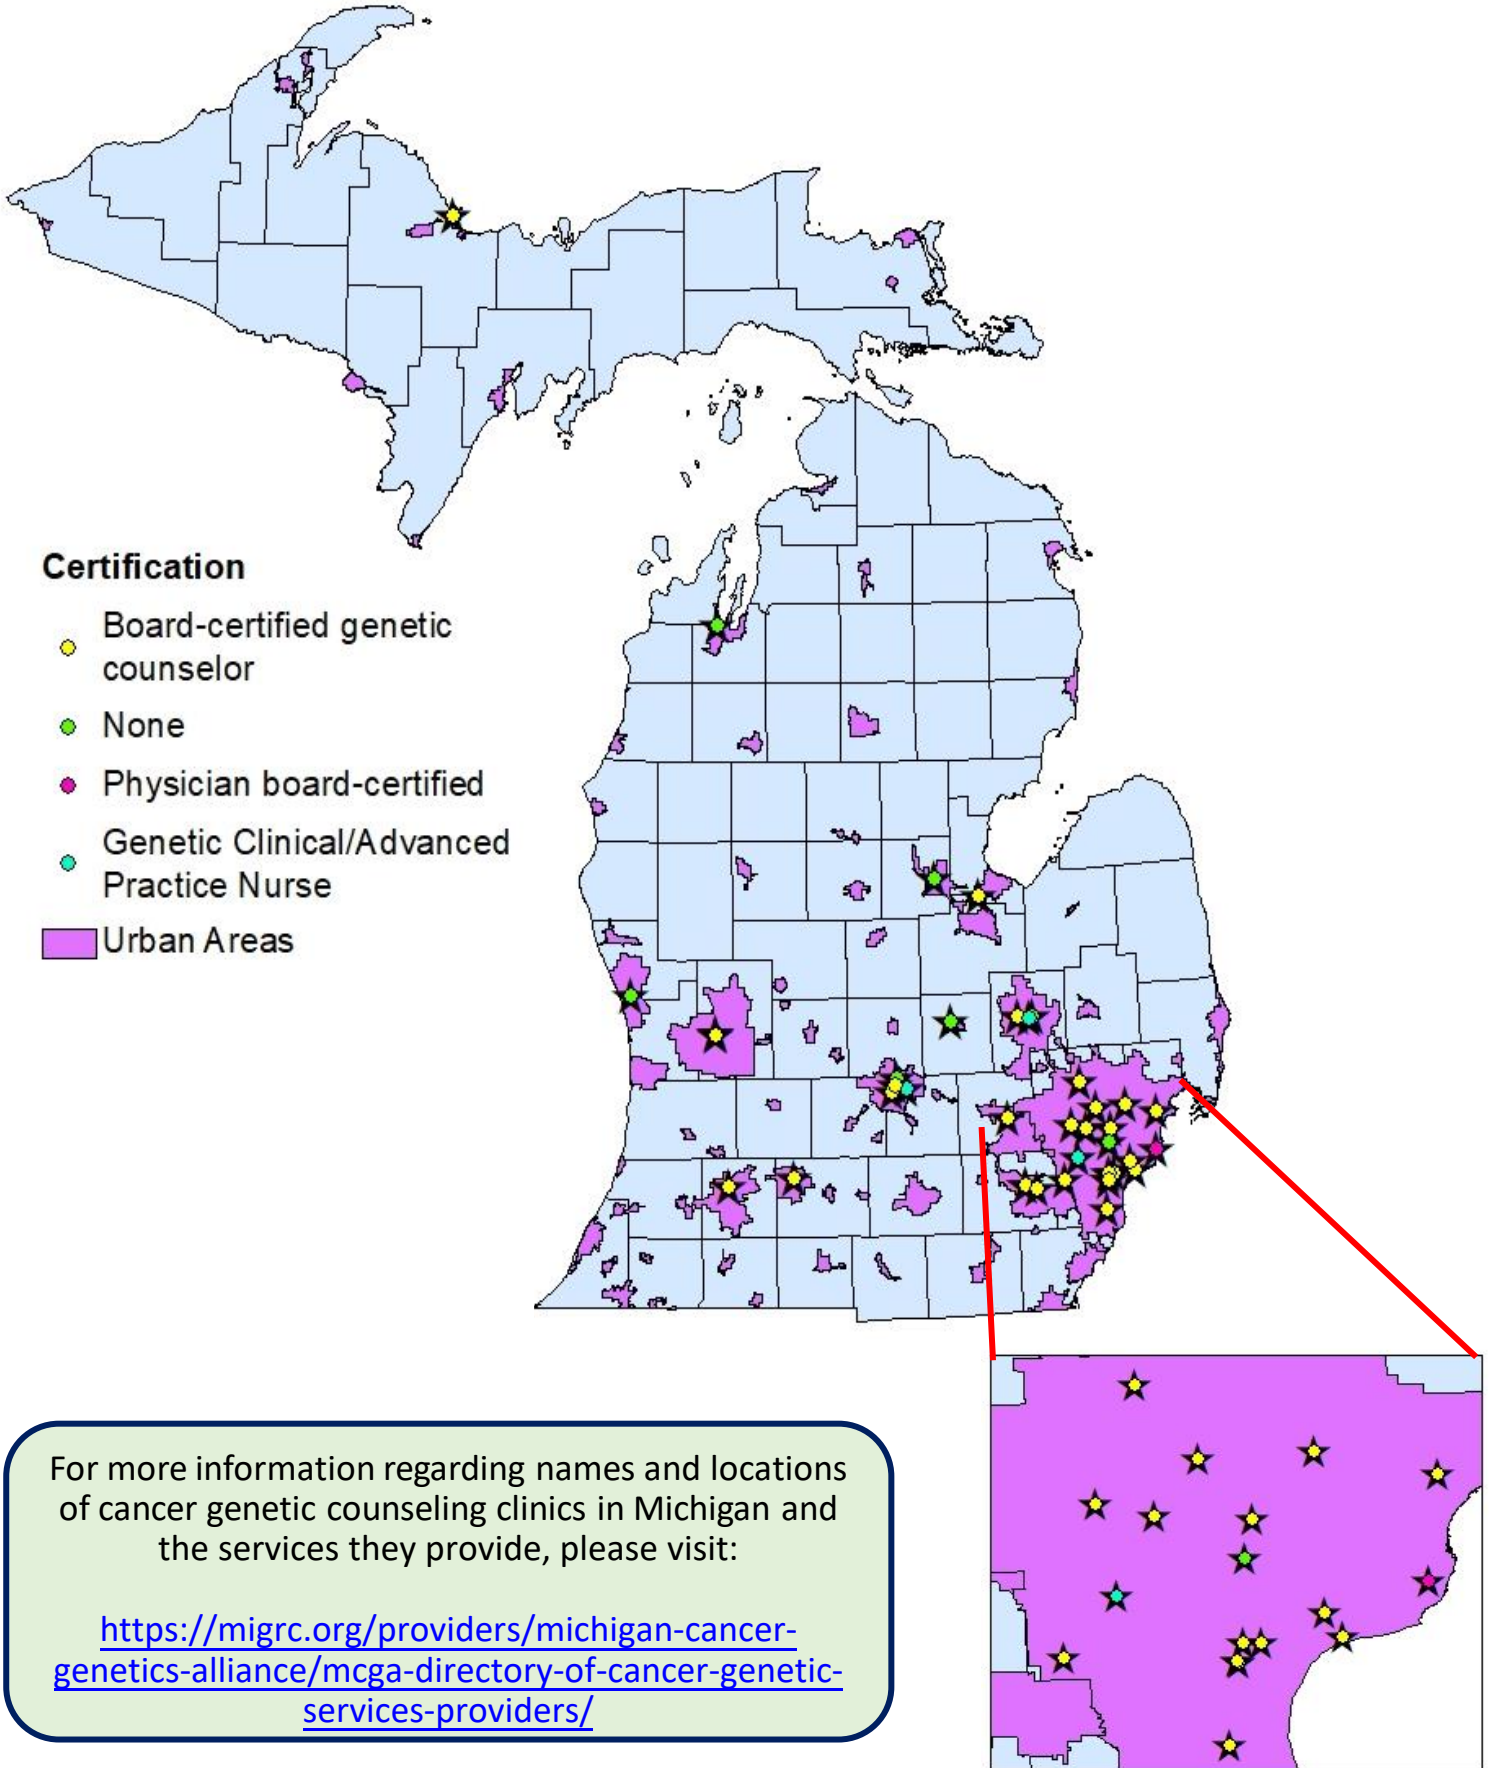 Certification
Board-certified genetic
counselor
None
Physician board-certified
Genetic Clinical/Advanced
Practice Nurse
Urban Areas
For more information regarding names and locations
of cancer genetic counseling clinics in Michigan and
the services they provide, please visit:
https://migrc.org/providers/michigan-cancer-
genetics-alliance/mcga-directory-of-cancer-genetic-
services-providers/